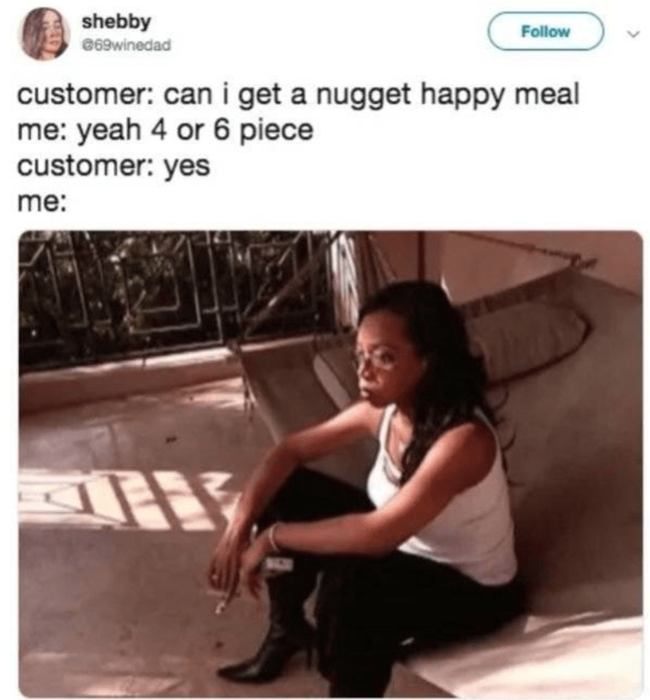 shebby
@69winedad
Follow
customer: can i get a nugget happy meal
me: yeah 4 or 6 piece
customer: yes
me: